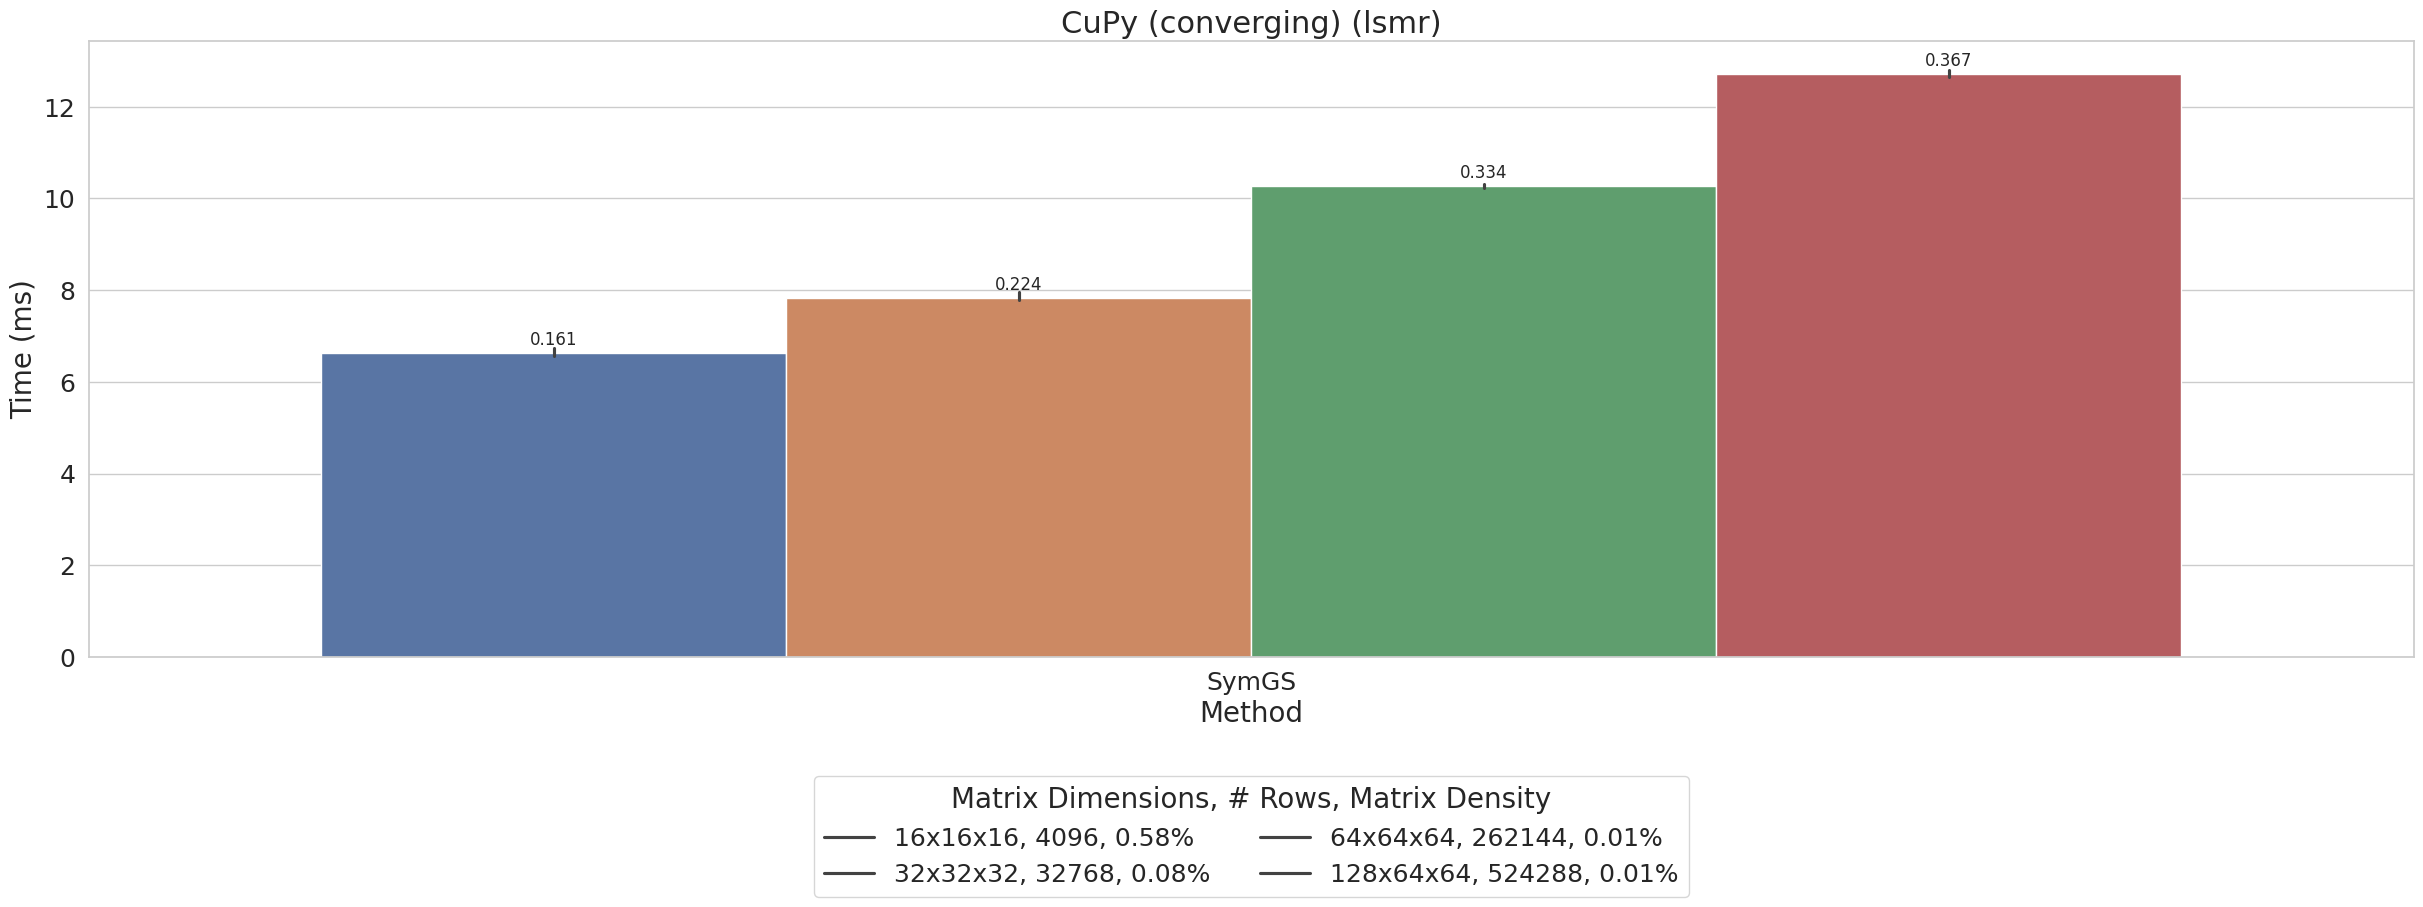 CuPy (converging) (lsmr)
Time (ms)
12
10
8
6
4
2
0
0.161
0.224
0.334
0.367
SymGS
Method
Matrix Dimensions, # Rows, Matrix Density
16x16x16, 4096, 0.58%
32x32x32, 32768, 0.08%
64x64x64, 262144, 0.01%
128x64x64, 524288, 0.01%